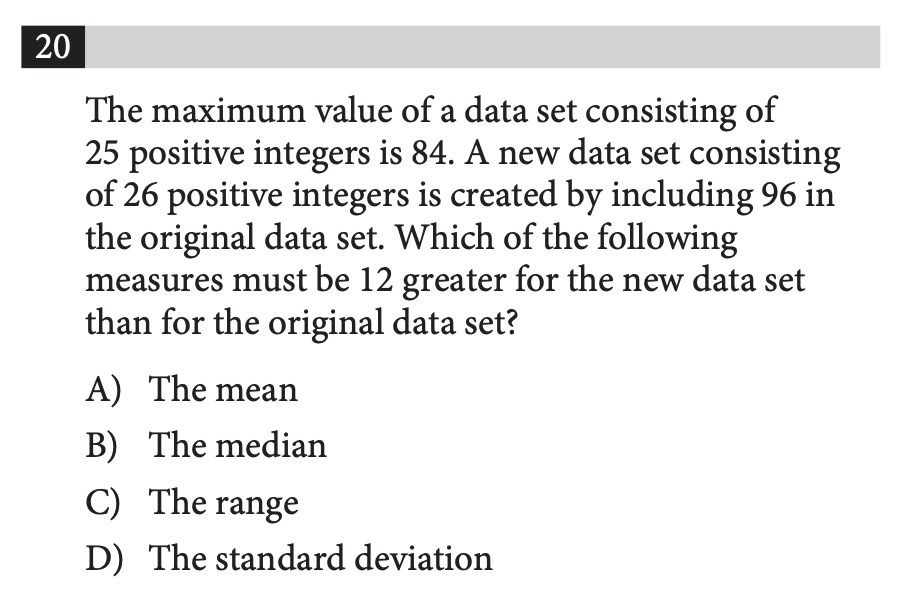 20
The maximum value of a data set consisting of
25 positive integers is 84. A new data set consisting
of 26 positive integers is created by including 96 in
the original data set. Which of the following
measures must be 12 greater for the new data set
than for the original data set?
A) The mean
B) The median
C) The range
D) The standard deviation